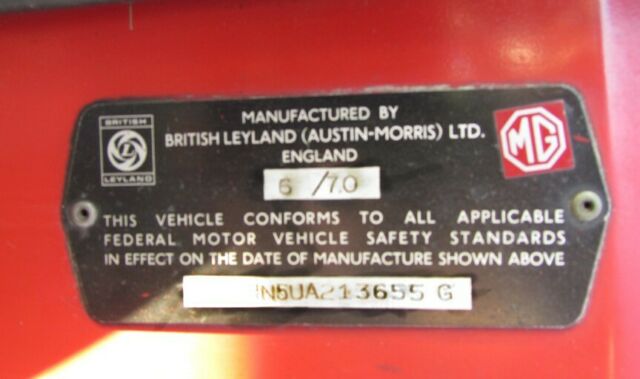 BRITISH
L
LEYLAND
MANUFACTURED BY
BRITISH LEYLAND (AUSTIN-MORRIS) LTD.
ENGLAND
MG
6 /70
THIS VEHICLE CONFORMS TO ALL APPLICABLE
FEDERAL MOTOR VEHICLE SAFETY STANDARDS
IN EFFECT ON THE DATE OF MANUFACTURE SHOWN ABOVE
N5UA213655 G